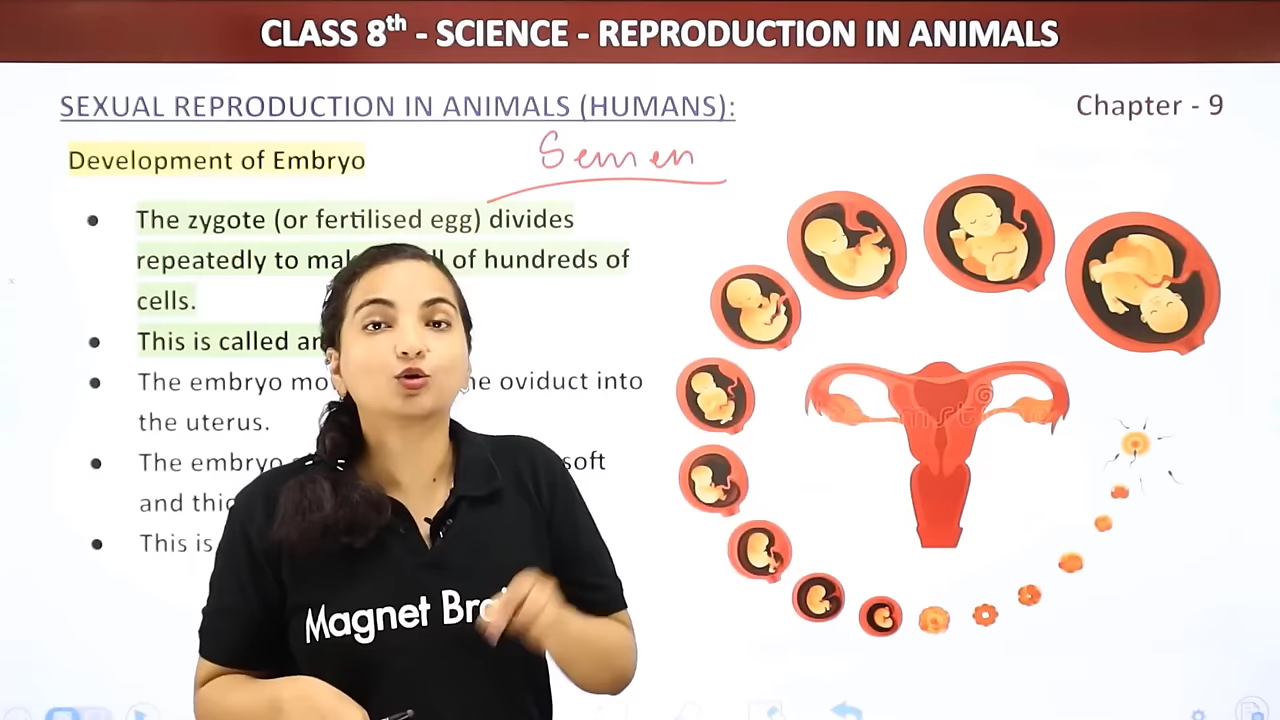 CLASS 8th - SCIENCE - REPRODUCTION IN ANIMALS
SEXUAL REPRODUCTION IN ANIMALS (HUMANS):
Chapter - 9
Semen
Development of Embryo
● The zygote (or fertilised egg) divides
repeatedly to of hundreds of
cells.
● This is called
● The embryo oviduct into
the uterus.
● The embryo soft
and
● This is
Magnet